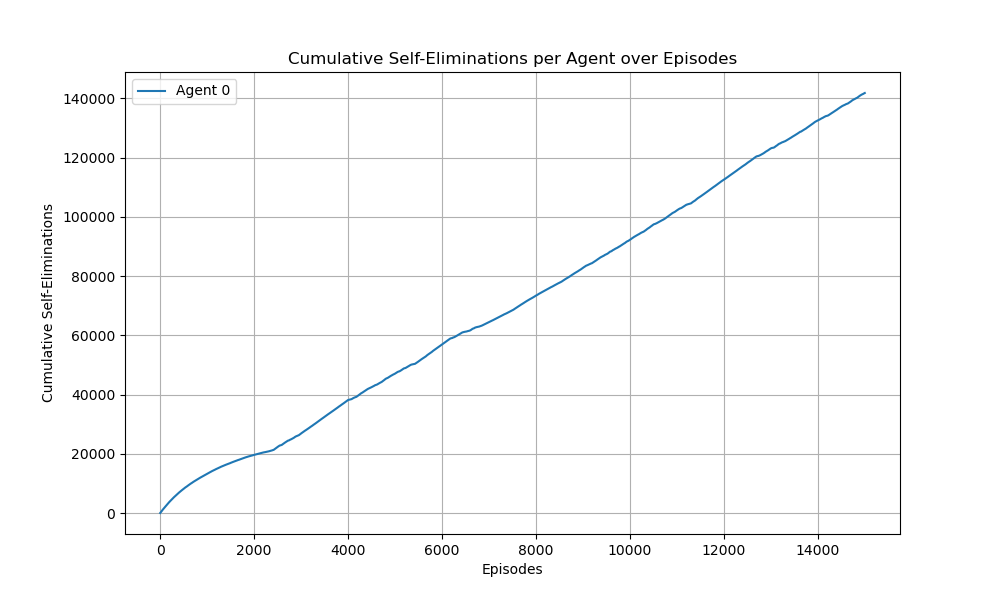 Cumulative Self-Eliminations per Agent over Episodes
Agent 0
140000
120000
100000
80000
60000
40000
20000
0
Cumulative Self-Eliminations
0 2000 4000 6000 8000 10000 12000 14000
Episodes